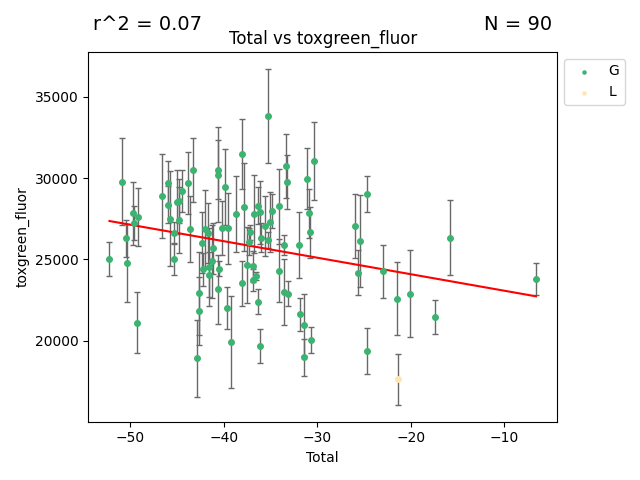 r^2 = 0.07
N = 90
Total vs toxgreen_fluor
G
L
35000
30000
25000
20000
toxgreen_fluor
−50
−40
−30
−20
−10
Total